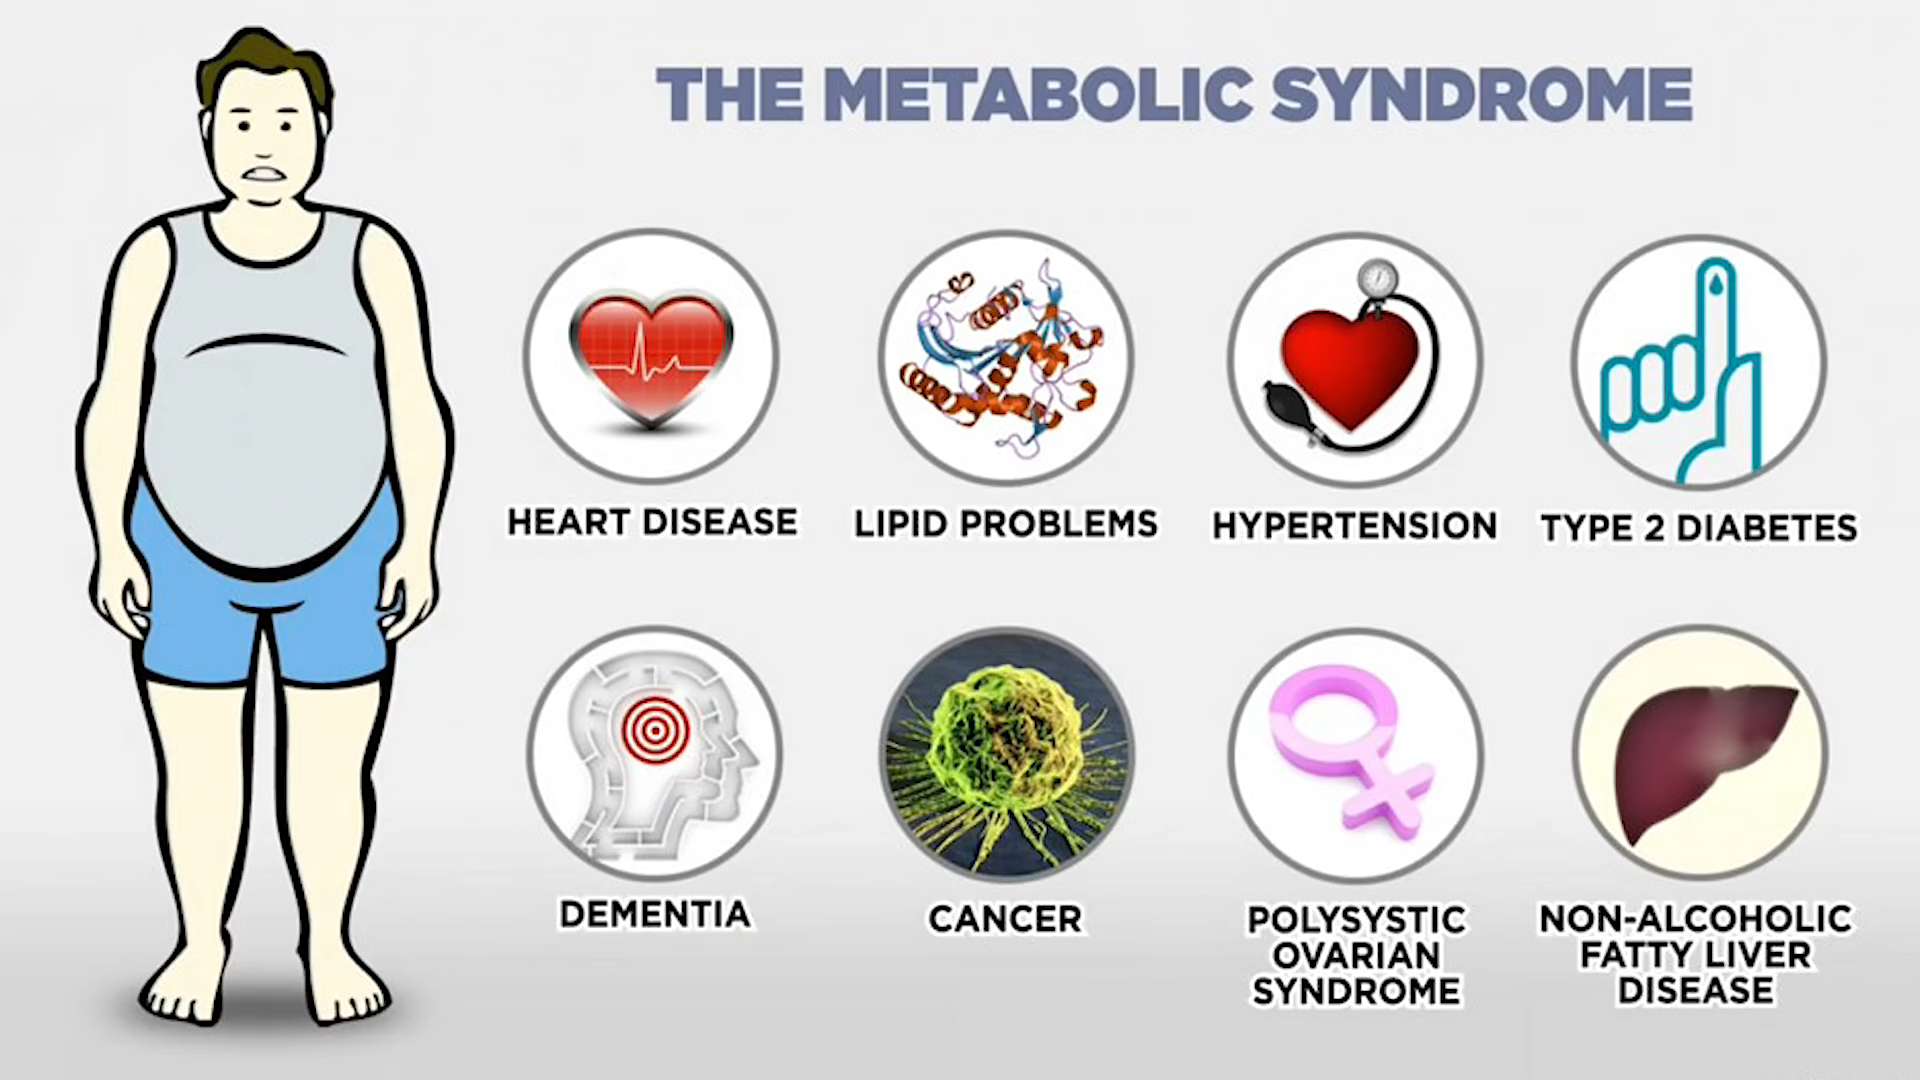 THE METABOLIC SYNDROME
HEART DISEASE
LIPID PROBLEMS
HYPERTENSION
TYPE 2 DIABETES
DEMENTIA
CANCER
POLYSYSTIC
OVARIAN
SYNDROME
NON-ALCOHOLIC
FATTY LIVER
DISEASE